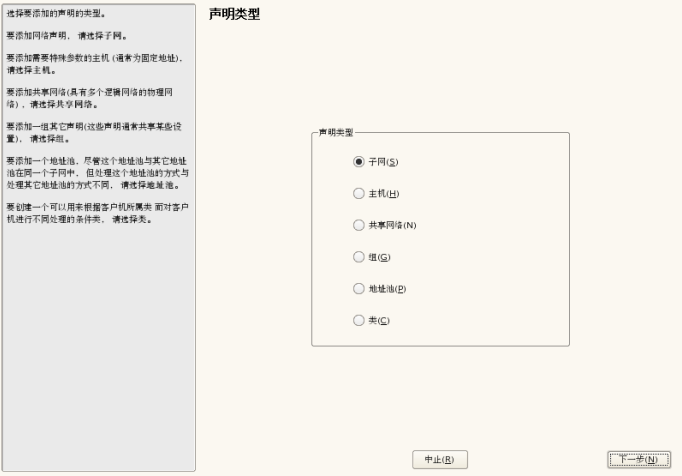 选择要添加的声明的类型。
要添加网络声明， 请选择子网。
要添加需要特殊参数的主机 (通常为固定地址)，
请选择主机。
要添加共享网络(具有多个逻辑网络的物理网
络) ，请选择共享网络。
要添加一组其它声明(这些声明通常共享某些设
置)， 请选择组。
要添加一个地址池，尽管这个地址池与其它地址
池在同一个子网中， 但处理这个地址池的方式与
处理其它地址池的方式不同， 请选择地址池。
要创建一个可以用来根据客户机所属类 而对客户
机进行不同处理的条件类， 请选择类。
声明类型
声明类型
子网(S)
主机(H)
共享网络(N)
组(G)
地址池(P)
类(C)
中止(R)
下一步(N)